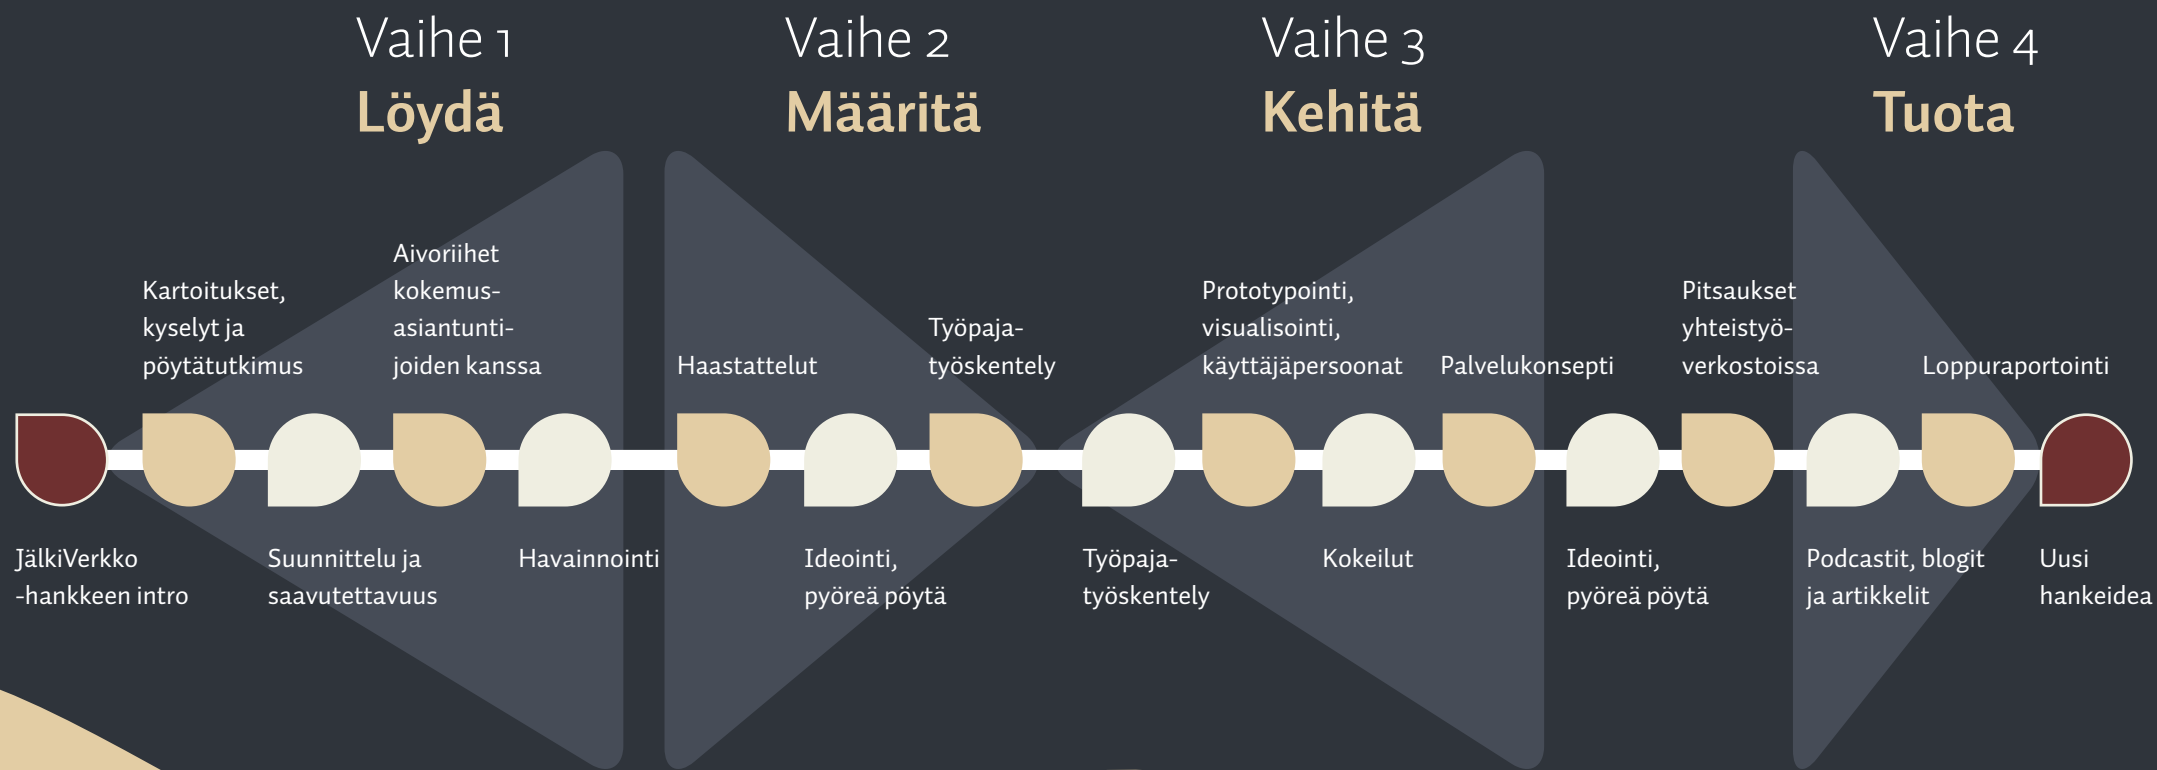 Vaihe 1
Löydä
Vaihe 2
Määritä
Vaihe 3
Kehitä
Vaihe 4
Tuota
Kartoitukset,
kyselyt ja
pöytätutkimus
Aivoriihet
kokemus-
asiantunti-
joiden kanssa
Haastattelut
Työpaja-
työskentely
Prototypointi,
visualisointi,
käyttäjäpersoonat
Palvelukonsepti
Pitsaukset
yhteistyö-
verkostoissa
Loppuraportointi
JälkiVerkko
-hankkeen intro
Suunnittelu ja
saavutettavuus
Havainnointi
Ideointi,
pyöreä pöytä
Työpaja-
työskentely
Kokeilut
Ideointi,
pyöreä pöytä
Podcastit, blogit
ja artikkelit
Uusi
hankeidea